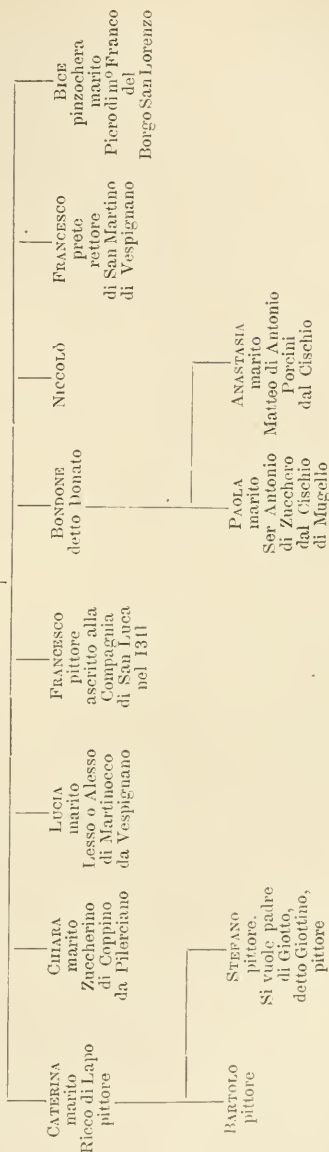 CATERINA
marito
Ricco di Lapo
pittore
CHIARA
marito
Zuccherino
di Coppino
da Pilerciano
LUCIA
marito
Lesso o Alesso
di Martinocco
da Vespignano
FRANCESCO
pittore
ascritto alla
Compagnia
di San Luca
nel 1341
BONDONE
detto Donato
NICCOLÒ
FRANCESCO
prete
rettore
di San Martino
di Vespignano
BICE
pinzochera
marito
Piero di mº Franco
del
Borgo San Lorenzo
BARTOLO
pittore
STEFANO
pittore.
Si vuole padre
di Giotto,
detto Giottino,
pittore
PAOLA
marito
Ser Antonio
di Zucchero
dal Cischio
di Mugello
ANASTASIA
marito
Matteo di Antonio
Porcini
dal Cischio